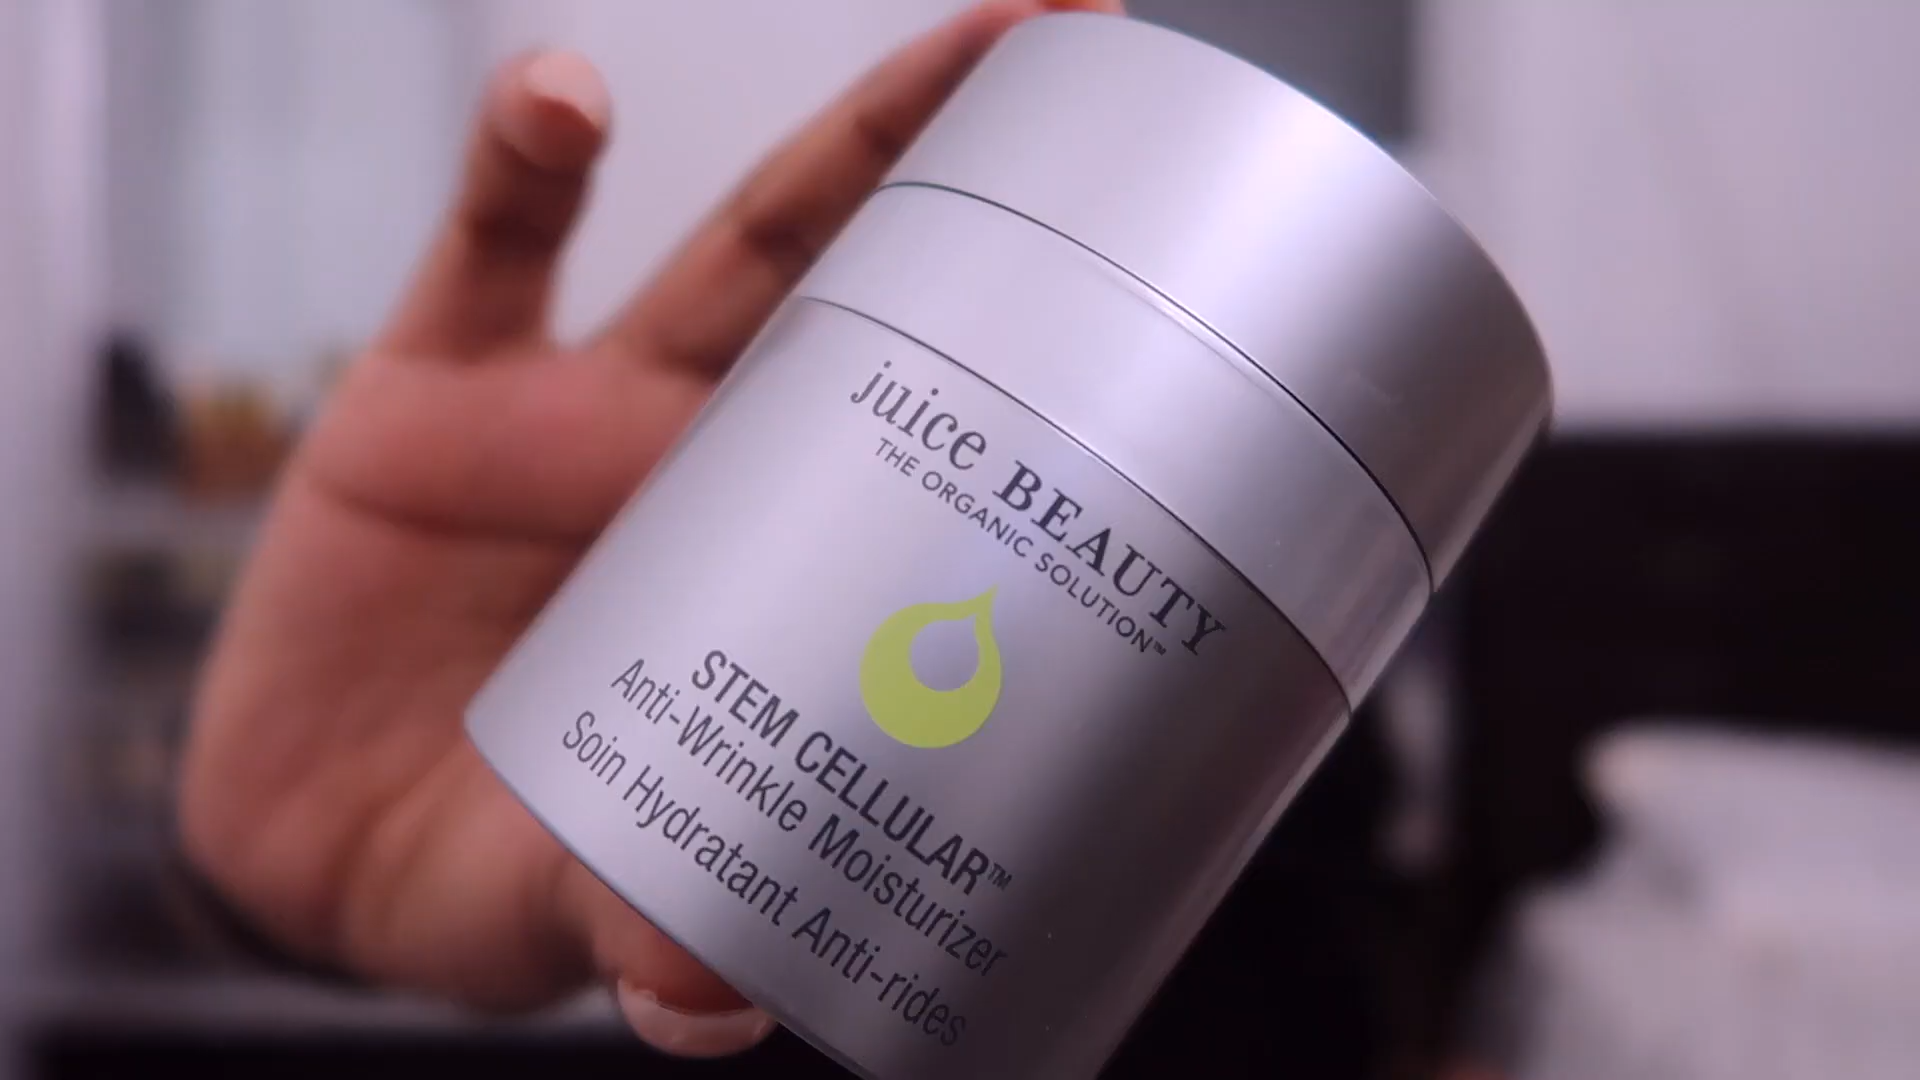 juice BEAUTY
THE ORGANIC SOLUTION™
STEM CELLULAR™
Anti-Wrinkle Moisturizer
Soin Hydratant Anti-rides